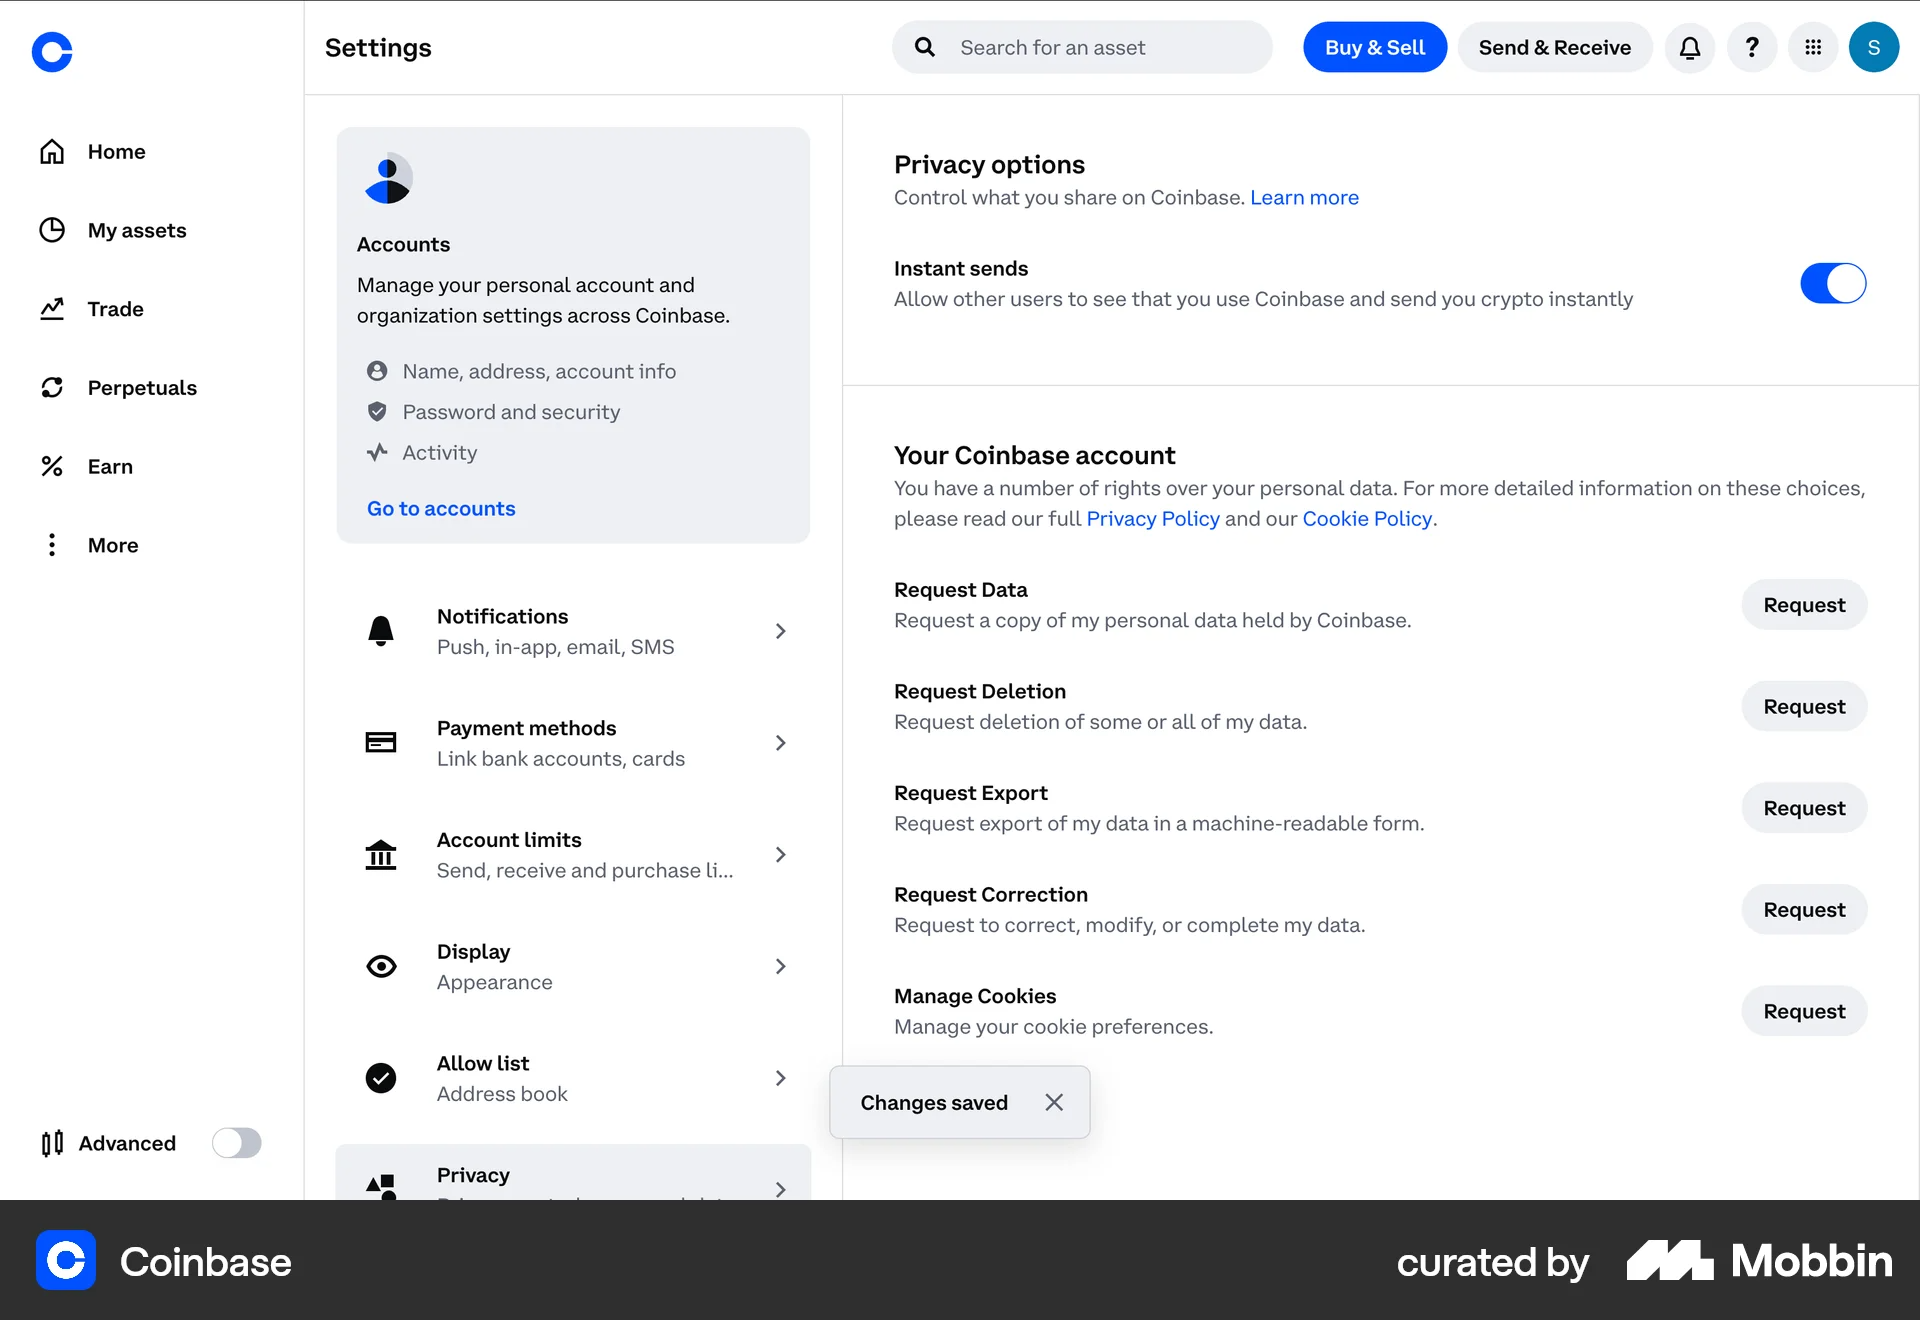 Settings
Search for an asset
Buy & Sell
Send & Receive
?
S
Home
My assets
Trade
Perpetuals
Earn
More
Advanced
Accounts
Manage your personal account and
organization settings across Coinbase.
Name, address, account info
Password and security
Activity
Go to accounts
Notifications
Push, in-app, email, SMS
Payment methods
Link bank accounts, cards
Account limits
Send, receive and purchase li...
Display
Appearance
Allow list
Address book
Privacy
Privacy options
Control what you share on Coinbase. Learn more
Instant sends
Allow other users to see that you use Coinbase and send you crypto instantly
Your Coinbase account
You have a number of rights over your personal data. For more detailed information on these choices,
please read our full Privacy Policy and our Cookie Policy.
Request Data
Request a copy of my personal data held by Coinbase.
Request
Request Deletion
Request deletion of some or all of my data.
Request
Request Export
Request export of my data in a machine-readable form.
Request
Request Correction
Request to correct, modify, or complete my data.
Request
Manage Cookies
Manage your cookie preferences.
Request
Changes saved
Coinbase
curated by
Mobbin